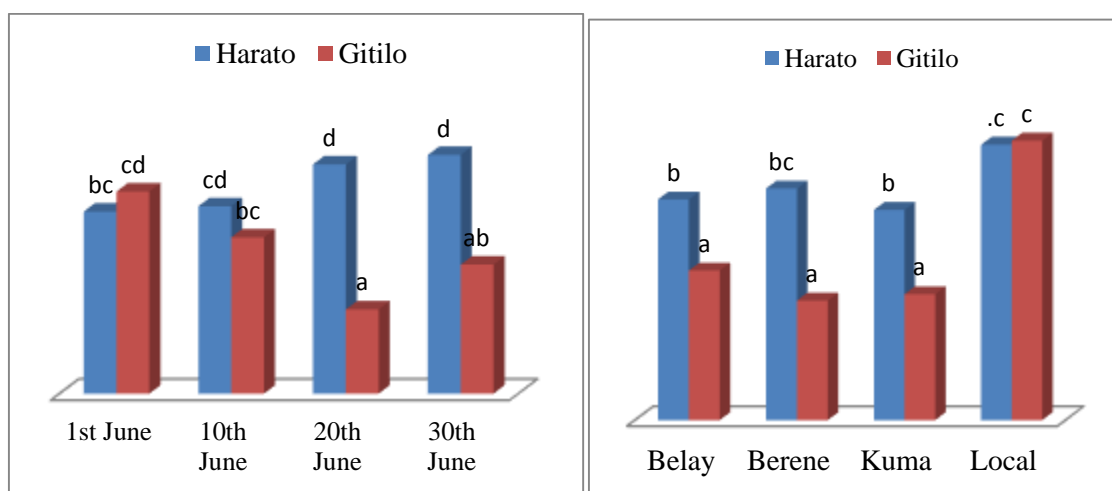 Harato Gitilo
bc cd cd bc d a d ab
1st June 10th June 20th June 30th June
Harato Gitilo
b a bc a b a .c c
Belay Berene Kuma Local